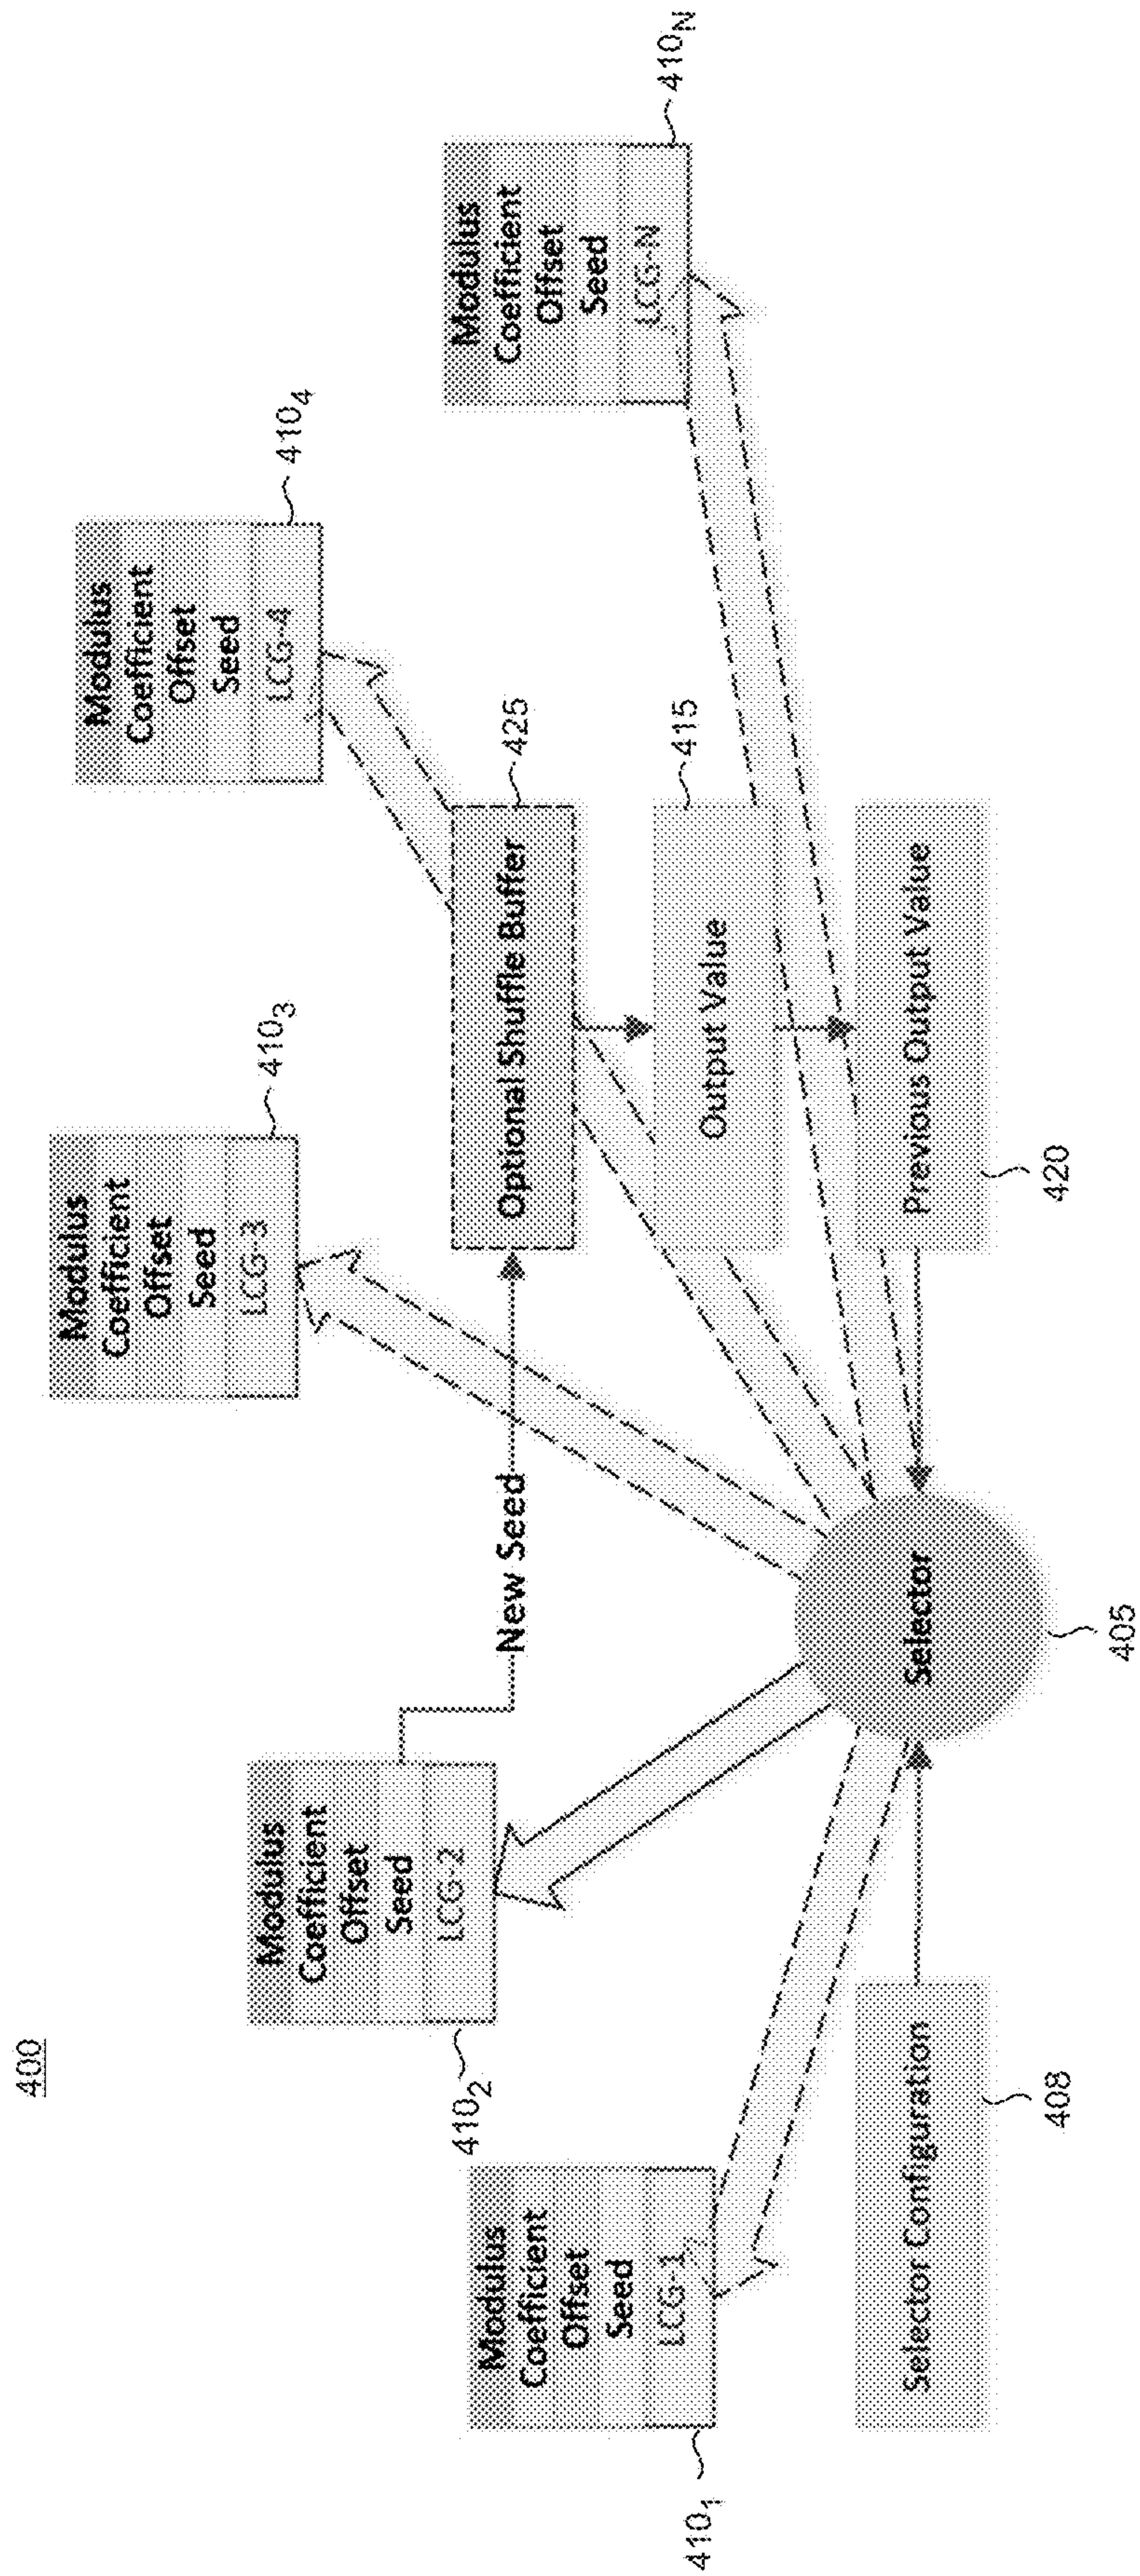 400
410₃
Modulus
Coefficient
Offset
Seed
LCG-3
410₄
Modulus
Coefficient
Offset
Seed
LCG-4
410₂
Modulus
Coefficient
Offset
Seed
LCG-2
410₁
Modulus
Coefficient
Offset
Seed
LCG-1
410N
Modulus
Coefficient
Offset
Seed
LCG-N
New Seed
Optional Shuffle Buffer
425
Output Value
415
Selector Configuration
408
Selector
405
Previous Output Value
420